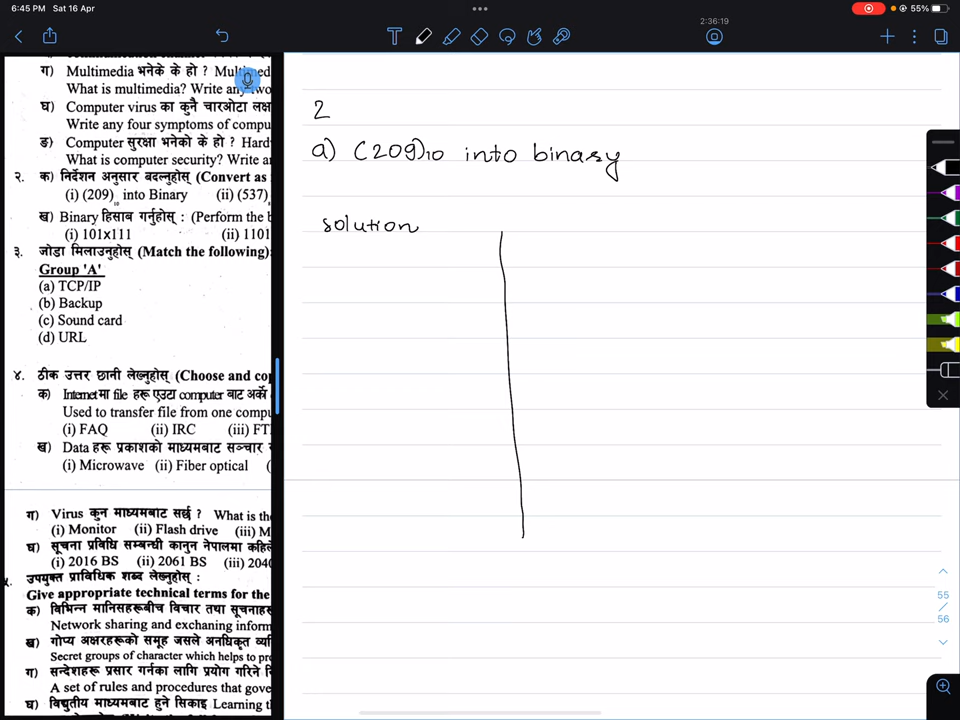 6:45 PM Sat 16 Apr
2:36:19
55%
ग) Multimedia भनेके के हो ?
What is multimedia? Write any two
घ) Computer virus का कुनै चारओटा लक्ष
Write any four symptoms of compu
ङ) Computer सुरक्षा भनेको के हो ? Hard
What is computer security? Write a
२. क) निर्देशन अनुसार बदल्नुहोस् (Convert as
(i) (209)10 into Binary (ii) (537)
ख) Binary हिसाब गर्नुहोस् : (Perform the b
(i) 101x111 (ii) 1101
३. जोडा मिलाउनुहोस् (Match the following)
Group 'A'
(a) TCP/IP
(b) Backup
(c) Sound card
(d) URL
४. ठीक उत्तर छानी लेख्नुहोस् (Choose and cop
क) Internetमा file हरू एउटा computer बाट अर्को
Used to transfer file from one compu
(i) FAQ (ii) IRC (iii) FT
ख) Data हरू प्रकाशको माध्यमबाट सञ्चार
(i) Microwave (ii) Fiber optical (
ग) Virus कुन माध्यमबाट सर्छ ? What is the
(i) Monitor (ii) Flash drive (iii) M
घ) सूचना प्रविधि सम्बन्धी कानुन नेपालमा कहिले
(i) 2016 BS (ii) 2061 BS (iii) 2040
५. उपयुक्त प्राविधिक शब्द लेख्नुहोस् :
Give appropriate technical terms for the
क) विभिन्न मानिसहरूबीच विचार तथा सूचनाहरू
Network sharing and exchaning inform
ख) गोप्य अक्षरहरूको समूह जसले अनधिकृत व्यि
Secret groups of character which helps to pr
ग) सन्देशहरू प्रसार गर्नका लागि प्रयोग गरिने
A set of rules and procedures that gove
घ) विद्युतीय माध्यमबाट हुने सिकाइ Learning t
2
a) (209)10 into binary
solution
55
/
56